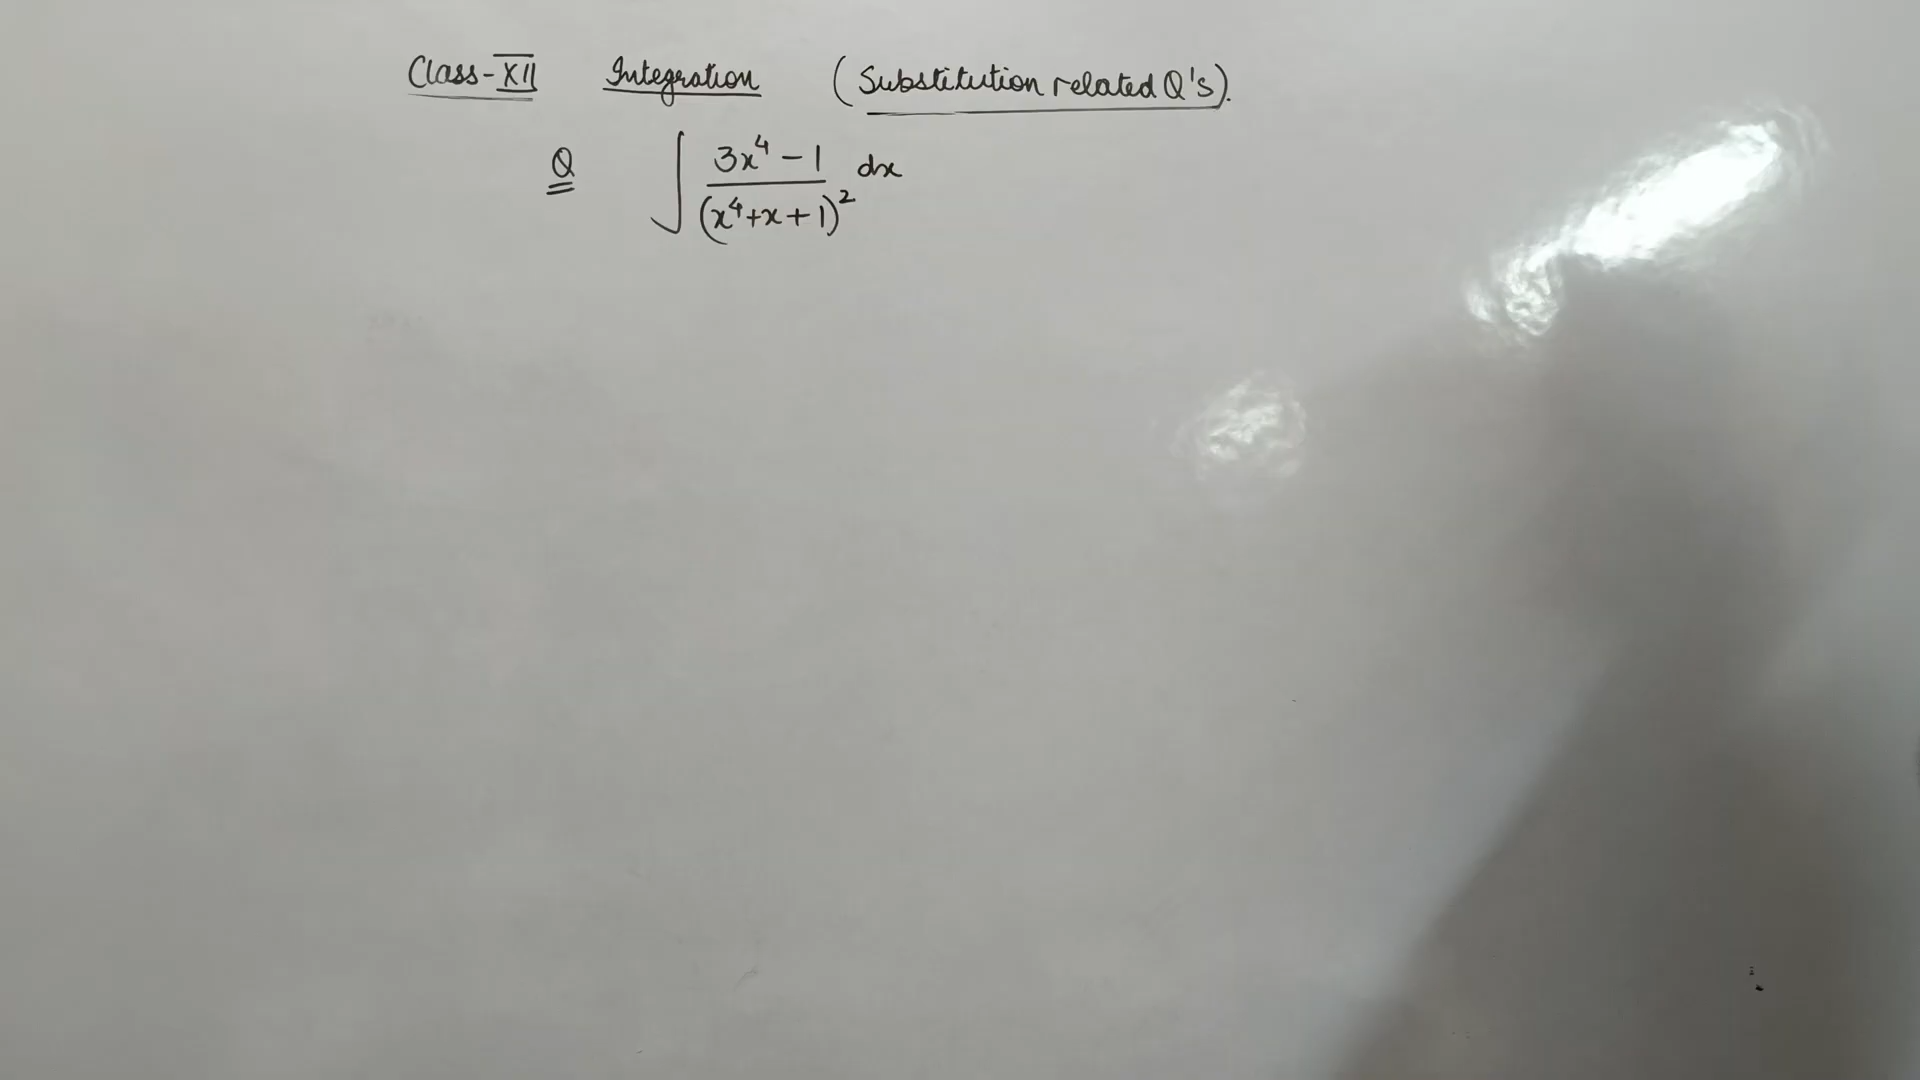 Class-XII Integration (Substitution related Q's).
Q ∫ (3x⁴ - 1)/(x⁴+x+1)² dx